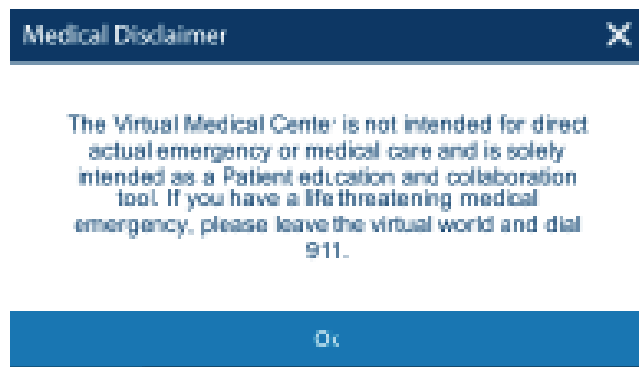 Medical Disclaimer
The Virtual Medical Center is not intended for direct
actual emergency or medical care and is solely
intended as a Patient education and collaboration
tool. If you have a life threatening medical
emergency, please leave the virtual world and dial
911.
Ok